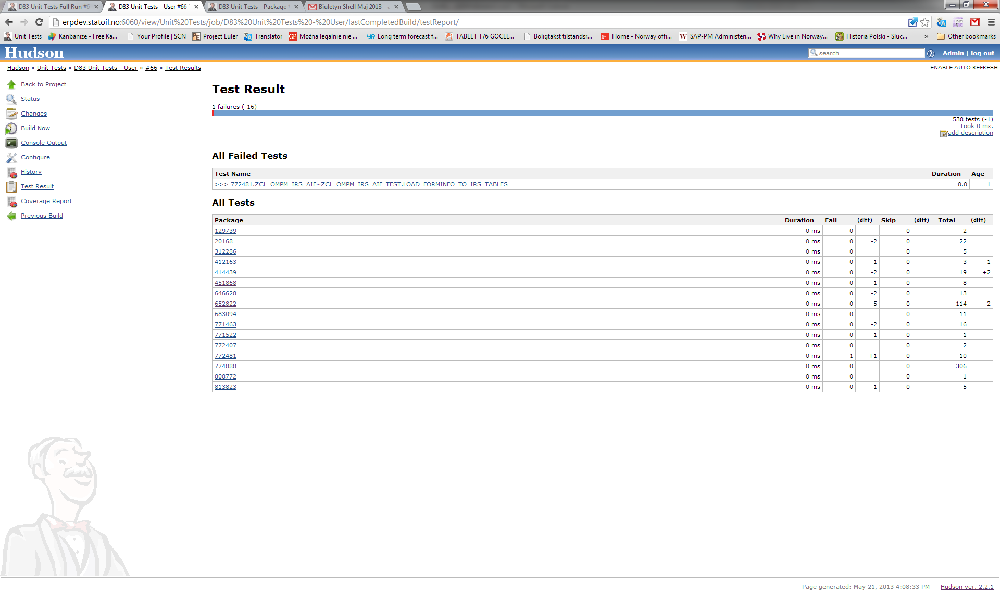 D83 Unit Tests Full Run #6
D83 Unit Tests - User #66
D83 Unit Tests - Package #
Biuletyn Shell Maj 2013 - a
erpdev.statoil.no:6060/view/Unit%20Tests/job/D83%20Unit%20Tests%20-%20User/lastCompletedBuild/testReport/
Unit Tests Kanbanize - Free Ka... Your Profile | SCN Project Euler Translator Można legalnie nie ... Long term forecast f... TABLET T76 GOCLE... Boligtakst tilstandsr... Home - Norway offi... SAP-PM Administeri... Why Live in Norway... Historia Polski - Sluc... » Other bookmarks
Hudson
search
Admin | log out
Hudson » Unit Tests » D83 Unit Tests - User » #66 » Test Results
ENABLE AUTO REFRESH
Back to Project
Status
Changes
Build Now
Console Output
Configure
History
Test Result
Coverage Report
Previous Build
Test Result
1 failures (-16)
538 tests (-1)
Took 0 ms.
add description
All Failed Tests
Test Name Duration Age
>>> 772481.ZCL_OMPM_IRS_AIF~ZCL_OMPM_IRS_AIF_TEST.LOAD_FORMINFO_TO_IRS_TABLES 0.0 1
All Tests
Package Duration Fail (diff) Skip (diff) Total (diff)
129739 0 ms 0 0 2
20168 0 ms 0 -2 0 22
312286 0 ms 0 0 5
412163 0 ms 0 -1 0 3 -1
414439 0 ms 0 -2 0 19 +2
451868 0 ms 0 -1 0 8
646628 0 ms 0 -2 0 13
652822 0 ms 0 -5 0 114 -2
683094 0 ms 0 0 11
771463 0 ms 0 -2 0 16
771522 0 ms 0 -1 0 1
772407 0 ms 0 0 2
772481 0 ms 1 +1 0 10
774888 0 ms 0 0 306
808772 0 ms 0 0 1
813823 0 ms 0 -1 0 5
Page generated: May 21, 2013 4:08:33 PM Hudson ver. 2.2.1